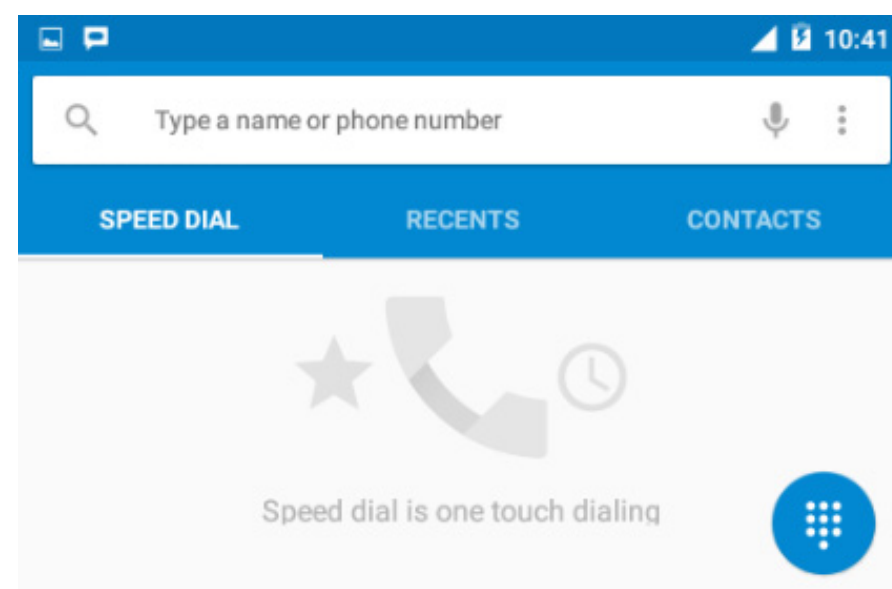 10:41
Type a name or phone number
SPEED DIAL RECENTS CONTACTS
Speed dial is one touch dialing